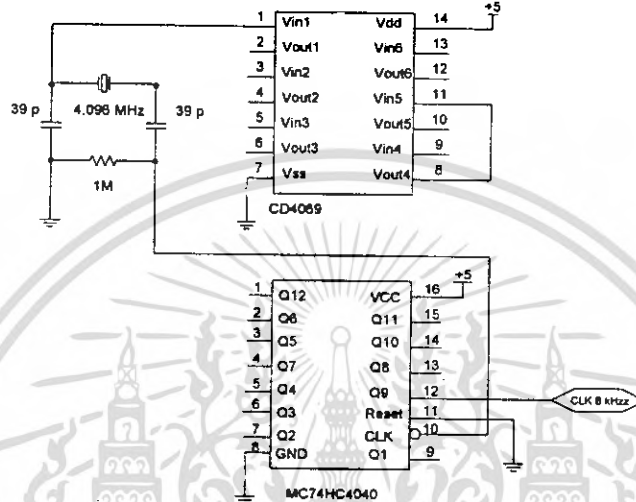 +5
1 Vin1 Vdd 14
2 Vout1 Vin6 13
3 Vin2 Vout6 12
4 Vout2 Vin5 11
5 Vin3 Vout5 10
6 Vout3 Vin4 9
7 Vss Vout4 8
CD4069
39 p 4.096 MHz 39 p
1M
+5
1 Q12 VCC 16
2 Q6 Q11 15
3 Q5 Q10 14
4 Q7 Q8 13
5 Q4 Q9 12
6 Q3 Reset 11
7 Q2 CLK 10
8 GND Q1 9
MC74HC4040
CLK 8 kHzz